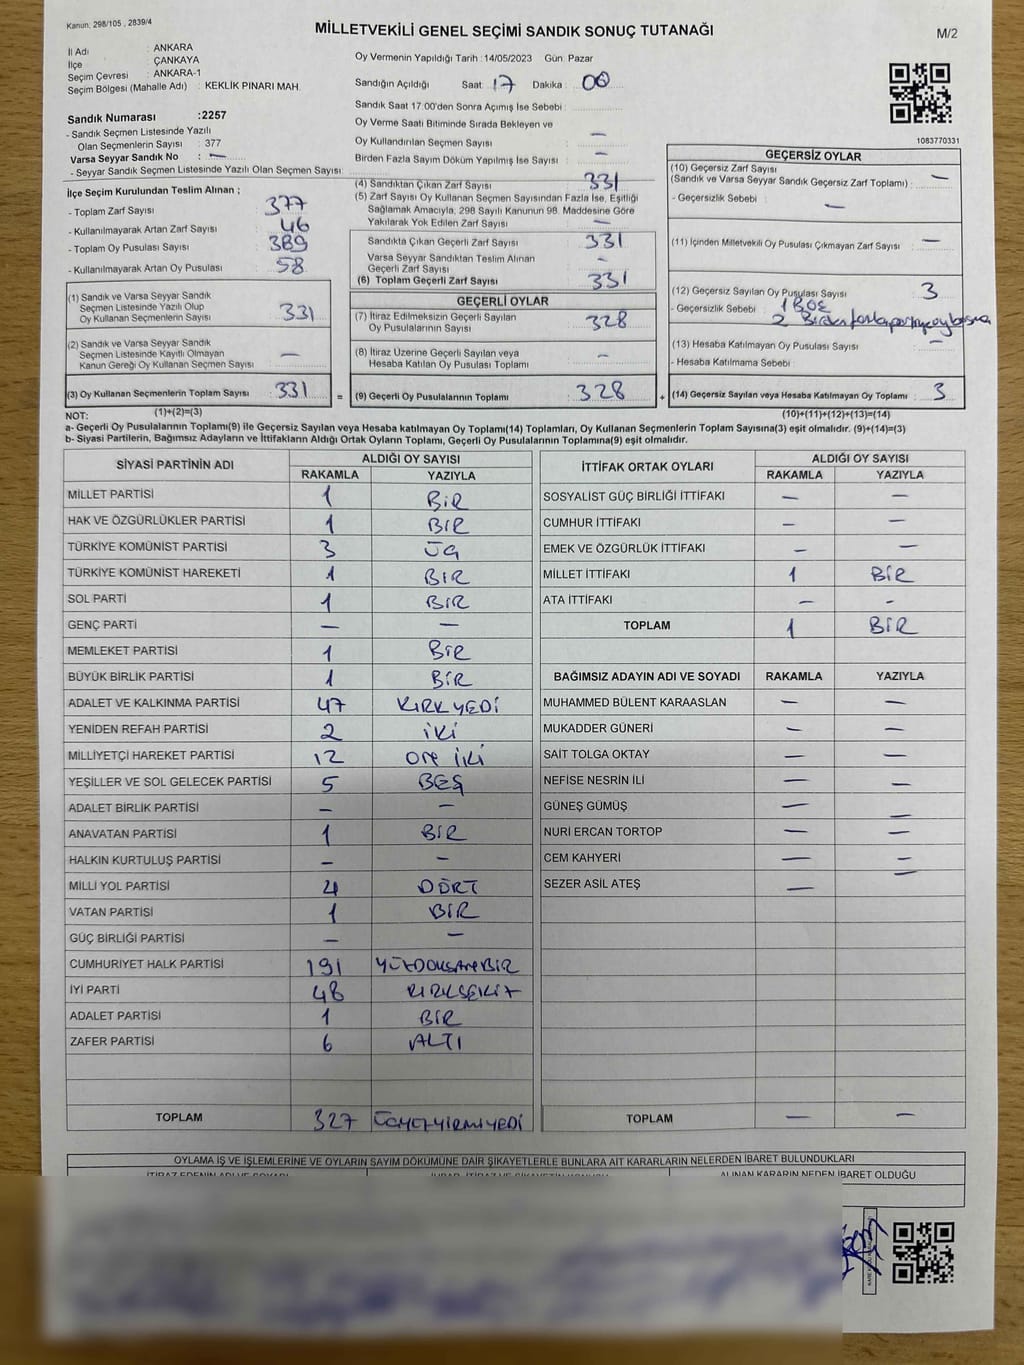 Kanun, 298/105 , 2839/4
MİLLETVEKİLİ GENEL SEÇİMİ SANDIK SONUÇ TUTANAĞI
M/2
İl Adı : ANKARA
İlçe : ÇANKAYA
Seçim Çevresi : ANKARA-1
Seçim Bölgesi (Mahalle Adı) : KEKLİK PINARI MAH.
Sandık Numarası :2257
- Sandık Seçmen Listesinde Yazılı
Olan Seçmenlerin Sayısı : 377
Varsa Seyyar Sandık No : —
- Seyyar Sandık Seçmen Listesinde Yazılı Olan Seçmen Sayısı :
Oy Vermenin Yapıldığı Tarih : 14/05/2023 Gün Pazar
Sandığın Açıldığı Saat : 17 Dakika : 00
Sandık Saat 17:00'den Sonra Açımış İse Sebebi :
Oy Verme Saati Bitiminde Sırada Bekleyen ve
Oy Kullandırılan Seçmen Sayısı : —
Birden Fazla Sayım Döküm Yapılmış İse Sayısı : —
1083770331
İlçe Seçim Kurulundan Teslim Alınan ;
- Toplam Zarf Sayısı : 377
- Kullanılmayarak Artan Zarf Sayısı : 46
- Toplam Oy Pusulası Sayısı : 389
- Kullanılmayarak Artan Oy Pusulası : 58
(1) Sandık ve Varsa Seyyar Sandık
Seçmen Listesinde Yazılı Olup
Oy Kullanan Seçmenlerin Sayısı : 331
(2) Sandık ve Varsa Seyyar Sandık
Seçmen Listesinde Kayıtlı Olmayan
Kanun Gereği Oy Kullanan Seçmen Sayısı : —
(3) Oy Kullanan Seçmenlerin Toplam Sayısı : 331 =
(1)+(2)=(3)
(4) Sandıktan Çıkan Zarf Sayısı : 331
(5) Zarf Sayısı Oy Kullanan Seçmen Sayısından Fazla İse, Eşitliği
Sağlamak Amacıyla, 298 Sayılı Kanunun 98. Maddesine Göre
Yakılarak Yok Edilen Zarf Sayısı : —
Sandıkta Çıkan Geçerli Zarf Sayısı : 331
Varsa Seyyar Sandıktan Teslim Alınan
Geçerli Zarf Sayısı : -
(6) Toplam Geçerli Zarf Sayısı : 331
GEÇERLİ OYLAR
(7) İtiraz Edilmeksizin Geçerli Sayılan
Oy Pusulalarının Sayısı : 328
(8) İtiraz Üzerine Geçerli Sayılan veya
Hesaba Katılan Oy Pusulası Toplamı : —
(9) Geçerli Oy Pusulalarının Toplamı : 328 +
GEÇERSİZ OYLAR
(10) Geçersiz Zarf Sayısı
(Sandık ve Varsa Seyyar Sandık Geçersiz Zarf Toplamı) : —
- Geçersizlik Sebebi : —
(11) İçinden Milletvekili Oy Pusulası Çıkmayan Zarf Sayısı : —
(12) Geçersiz Sayılan Oy Pusulası Sayısı : 3
- Geçersizlik Sebebi : 1 BOŞ
2 Birden fazla partiye oy basma
(13) Hesaba Katılmayan Oy Pusulası Sayısı : —
- Hesaba Katılmama Sebebi :
(14) Geçersiz Sayılan veya Hesaba Katılmayan Oy Toplamı : 3
(10)+(11)+(12)+(13)=(14)
NOT:
a- Geçerli Oy Pusulalarının Toplamı(9) ile Geçersiz Sayılan veya Hesaba katılmayan Oy Toplamı(14) Toplamları, Oy Kullanan Seçmenlerin Toplam Sayısına(3) eşit olmalıdır. (9)+(14)=(3)
b- Siyasi Partilerin, Bağımsız Adayların ve İttifakların Aldığı Ortak Oyların Toplamı, Geçerli Oy Pusulalarının Toplamına(9) eşit olmalıdır.
SİYASİ PARTİNİN ADI ALDIĞI OY SAYISI
RAKAMLA YAZIYLA
MİLLET PARTİSİ 1 BİR
HAK VE ÖZGÜRLÜKLER PARTİSİ 1 BİR
TÜRKİYE KOMÜNİST PARTİSİ 3 ÜÇ
TÜRKİYE KOMÜNİST HAREKETİ 1 BİR
SOL PARTİ 1 BİR
GENÇ PARTİ — —
MEMLEKET PARTİSİ 1 BİR
BÜYÜK BİRLİK PARTİSİ 1 BİR
ADALET VE KALKINMA PARTİSİ 47 KIRKYEDİ
YENİDEN REFAH PARTİSİ 2 İKİ
MİLLİYETÇİ HAREKET PARTİSİ 12 ON İKİ
YEŞİLLER VE SOL GELECEK PARTİSİ 5 BEŞ
ADALET BİRLİK PARTİSİ — —
ANAVATAN PARTİSİ 1 BİR
HALKIN KURTULUŞ PARTİSİ — —
MİLLİ YOL PARTİSİ 4 DÖRT
VATAN PARTİSİ 1 BİR
GÜÇ BİRLİĞİ PARTİSİ — —
CUMHURİYET HALK PARTİSİ 191 YÜZDOKSANBİR
İYİ PARTİ 48 KIRKSEKİZ
ADALET PARTİSİ 1 BİR
ZAFER PARTİSİ 6 ALTI
TOPLAM 327 ÜÇYÜZYİRMİYEDİ
İTTİFAK ORTAK OYLARI ALDIĞI OY SAYISI
RAKAMLA YAZIYLA
SOSYALİST GÜÇ BİRLİĞİ İTTİFAKI — —
CUMHUR İTTİFAKI — —
EMEK VE ÖZGÜRLÜK İTTİFAKI — —
MİLLET İTTİFAKI 1 BİR
ATA İTTİFAKI — -
TOPLAM 1 BİR
BAĞIMSIZ ADAYIN ADI VE SOYADI RAKAMLA YAZIYLA
MUHAMMED BÜLENT KARAASLAN — —
MUKADDER GÜNERİ — —
SAİT TOLGA OKTAY — —
NEFİSE NESRİN İLİ — —
GÜNEŞ GÜMÜŞ — —
NURİ ERCAN TORTOP — —
CEM KAHYERİ — —
SEZER ASİL ATEŞ — —
TOPLAM — —
OYLAMA İŞ VE İŞLEMLERİNE VE OYLARIN SAYIM DÖKÜMÜNE DAİR ŞİKAYETLERLE BUNLARA AİT KARARLARIN NELERDEN İBARET BULUNDUKLARI
ALINAN KARARIN NEDEN İBARET OLDUĞU